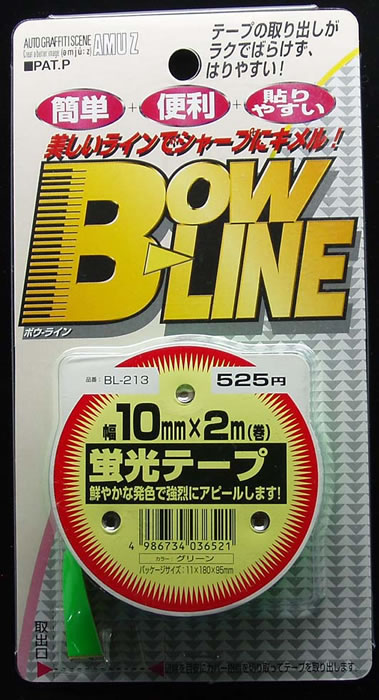 AUTO GRAFFITI SCENE AMUZ
[amjú:z]
■PAT.P
テープの取り出しが
ラクでばらけず、
はりやすい!
簡単+便利+貼りやすい
美しいラインでシャープにキメル!
BOW
LINE
ボウ・ライン
品番: BL-213
525円
幅10mm×2m(巻)
蛍光テープ
鮮やかな発色で強烈にアピールします!
4 986734 036521
カラー: グリーン
パッケージサイズ:11×180×95mm
取出口